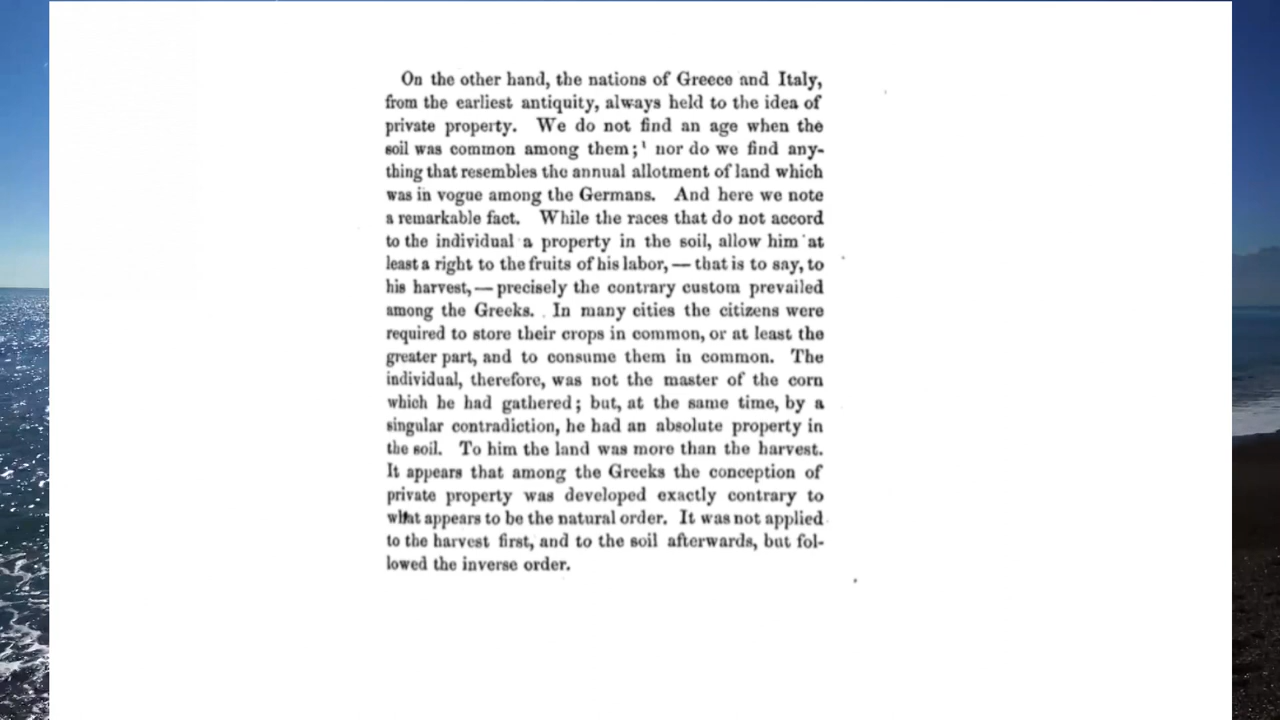 On the other hand, the nations of Greece and Italy,
from the earliest antiquity, always held to the idea of
private property. We do not find an age when the
soil was common among them;¹ nor do we find any-
thing that resembles the annual allotment of land which
was in vogue among the Germans. And here we note
a remarkable fact. While the races that do not accord
to the individual a property in the soil, allow him at
least a right to the fruits of his labor, — that is to say, to
his harvest, — precisely the contrary custom prevailed
among the Greeks. In many cities the citizens were
required to store their crops in common, or at least the
greater part, and to consume them in common. The
individual, therefore, was not the master of the corn
which he had gathered; but, at the same time, by a
singular contradiction, he had an absolute property in
the soil. To him the land was more than the harvest.
It appears that among the Greeks the conception of
private property was developed exactly contrary to
what appears to be the natural order. It was not applied
to the harvest first, and to the soil afterwards, but fol-
lowed the inverse order.